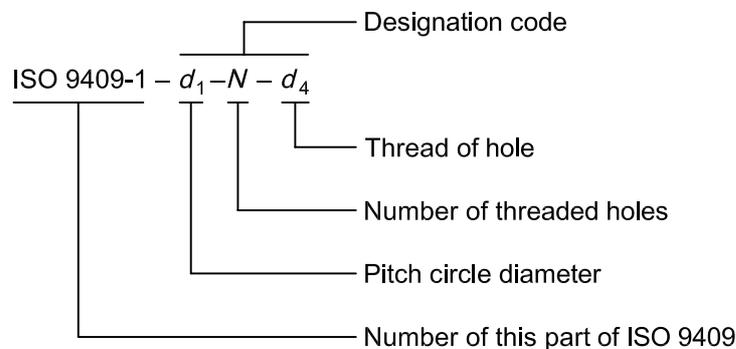 Designation code
ISO 9409-1 – d1–N – d4
Thread of hole
Number of threaded holes
Pitch circle diameter
Number of this part of ISO 9409